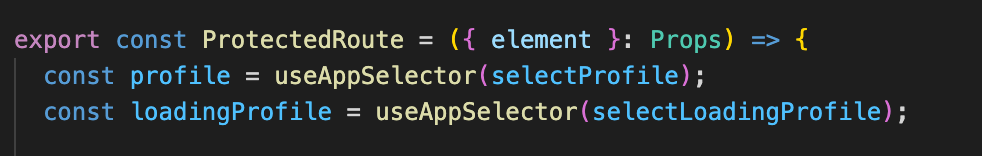 export const ProtectedRoute = ({ element }: Props) => {
const profile = useAppSelector(selectProfile);
const loadingProfile = useAppSelector(selectLoadingProfile);